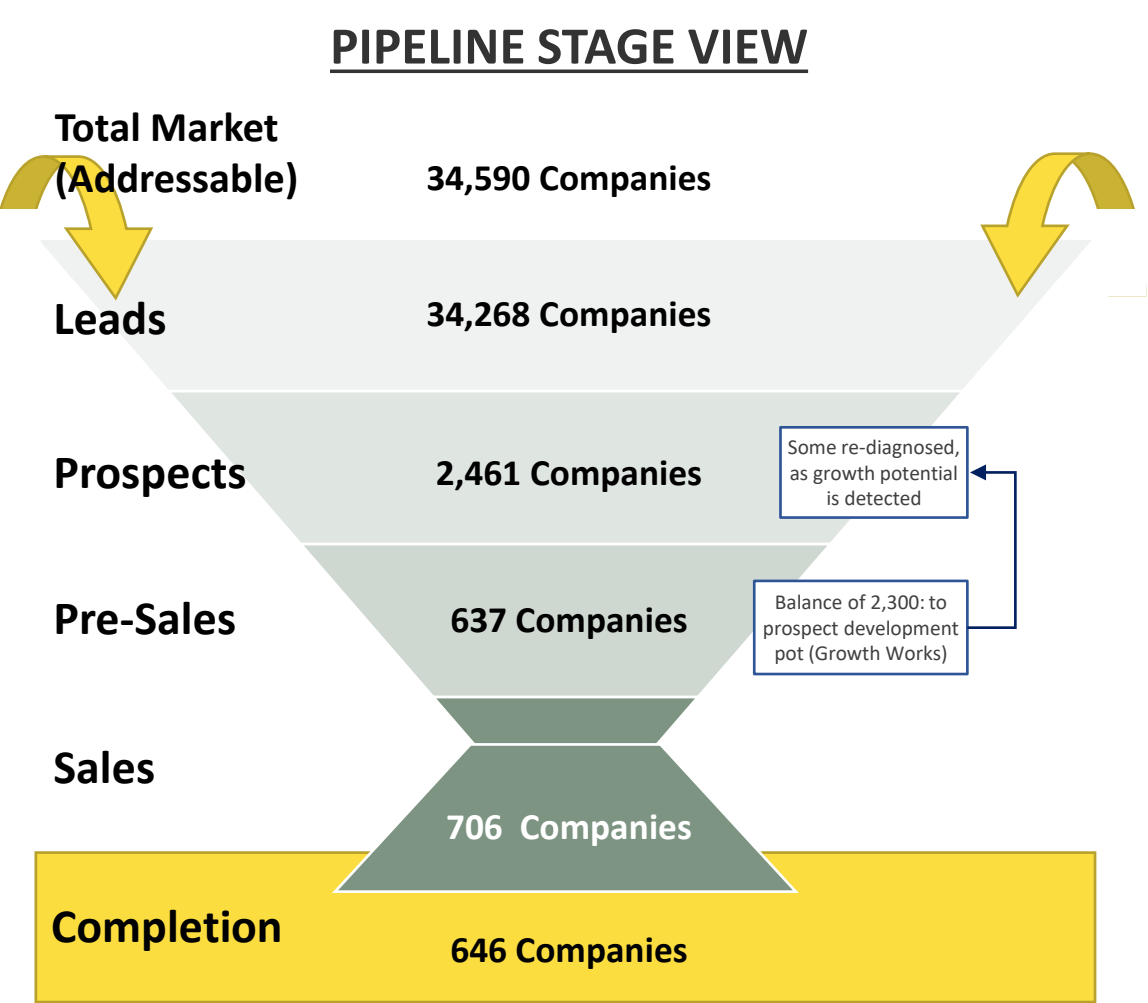 PIPELINE STAGE VIEW
Total Market
(Addressable)
34,590 Companies
Leads
34,268 Companies
Prospects
2,461 Companies
Some re-diagnosed,
as growth potential
is detected
Pre-Sales
637 Companies
Balance of 2,300: to
prospect development
pot (Growth Works)
Sales
706  Companies
Completion
646 Companies